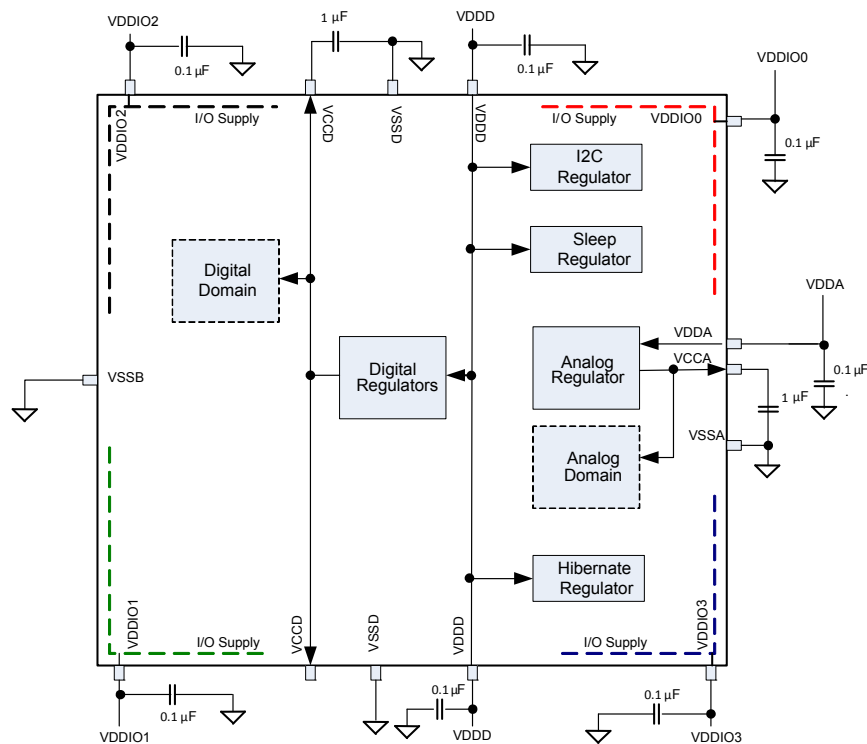 VDDIO2
0.1 µF
1 µF
VDDD
0.1 µF
VDDIO0
0.1 µF
VDDIO2
I/O Supply
VCCD
VSSD
VDDD
I/O Supply
VDDIO0
I2C
Regulator
Sleep
Regulator
Digital
Domain
VDDA
VDDA
VCCA
0.1 µF
.
1 µF
Digital
Regulators
Analog
Regulator
VSSB
VSSA
Analog
Domain
Hibernate
Regulator
VDDIO1
I/O Supply
VCCD
VSSD
VDDD
I/O Supply
VDDIO3
0.1 µF
VDDIO1
0.1 µF
VDDD
0.1 µF
VDDIO3